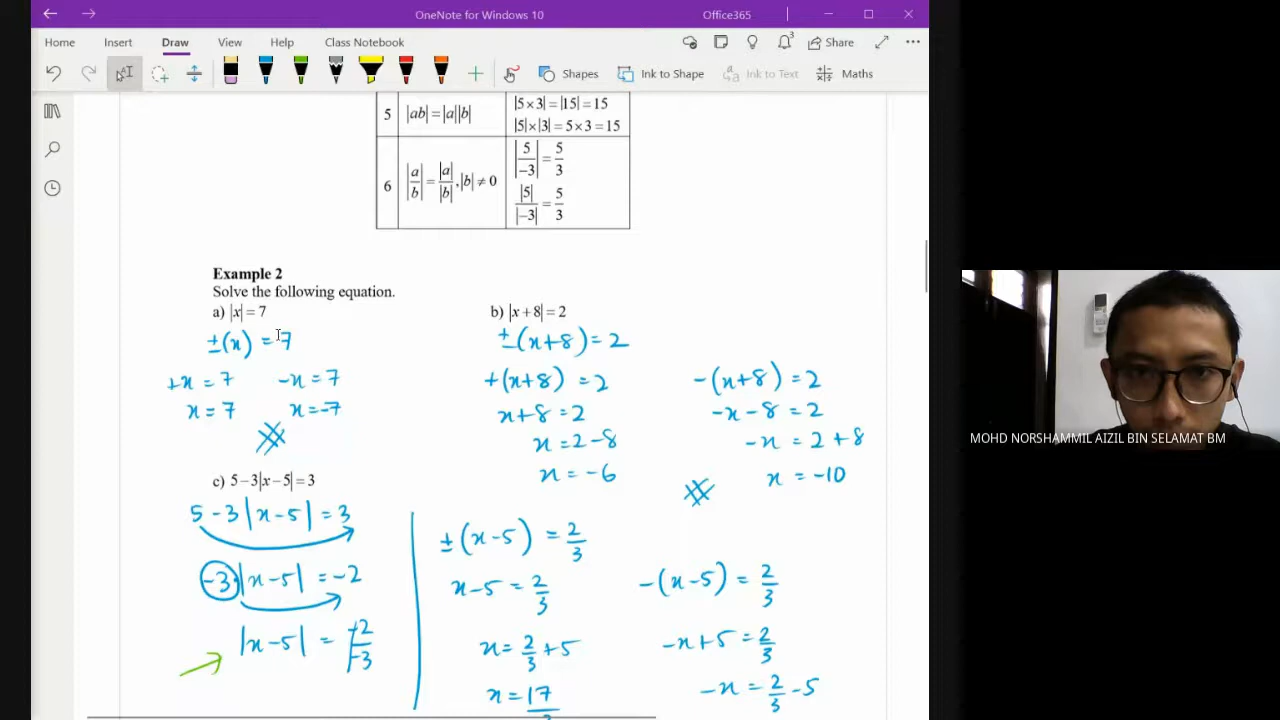 OneNote for Windows 10
Office365
Home Insert Draw View Help Class Notebook
Share
Shapes Ink to Shape Ink to Text Maths
5 |ab|=|a||b| |5×3|=|15|=15
|5|×|3|=5×3=15
6 |a/b|=|a|/|b|, |b|≠0 |5/−3|=5/3
|5|/|−3|=5/3
Example 2
Solve the following equation.
a) |x|=7
±(x) = 7
+x = 7 -x = 7
x = 7 x = -7
b) |x+8|=2
±(x+8) = 2
+(x+8) = 2
x+8 = 2
x = 2-8
x = -6
-(x+8) = 2
-x-8 = 2
-x = 2+8
x = -10
c) 5−3|x−5|=3
5-3|x-5| = 3
-3|x-5| = -2
|x-5| = -2/-3
±(x-5) = 2/3
x-5 = 2/3
x = 2/3 + 5
x = 17
-(x-5) = 2/3
-x+5 = 2/3
-x = 2/3 - 5
MOHD NORSHAMMIL AIZIL BIN SELAMAT BM